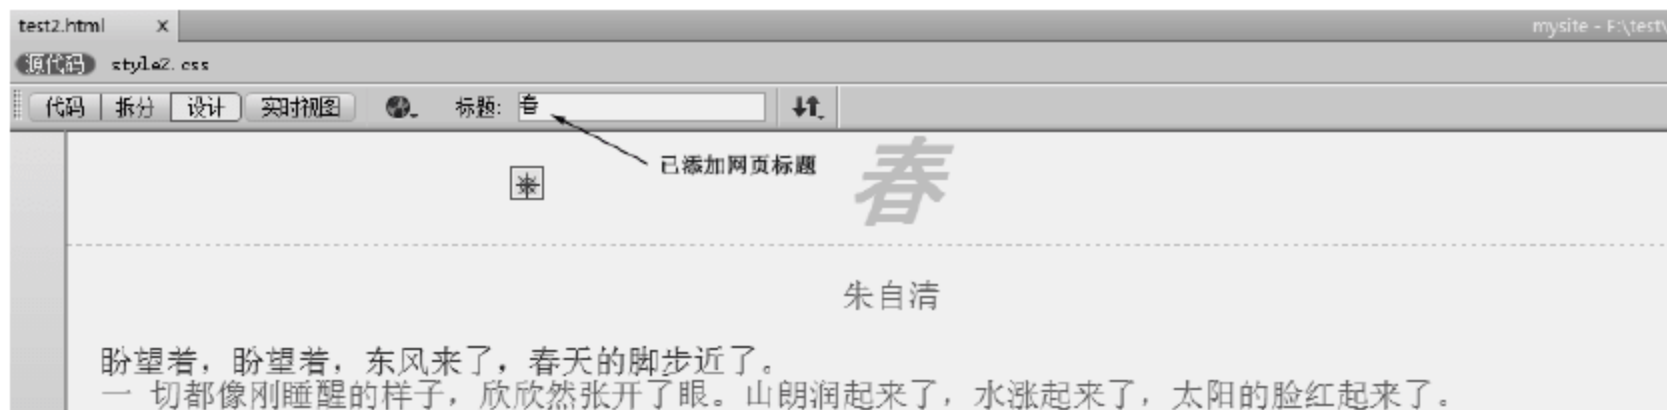 test2.html x mysite - F:\test\
源代码 style2.css
代码 拆分 设计 实时视图 标题: 春
已添加网页标题
春
朱自清
盼望着，盼望着，东风来了，春天的脚步近了。
一 切都像刚睡醒的样子，欣欣然张开了眼。山朗润起来了，水涨起来了，太阳的脸红起来了。